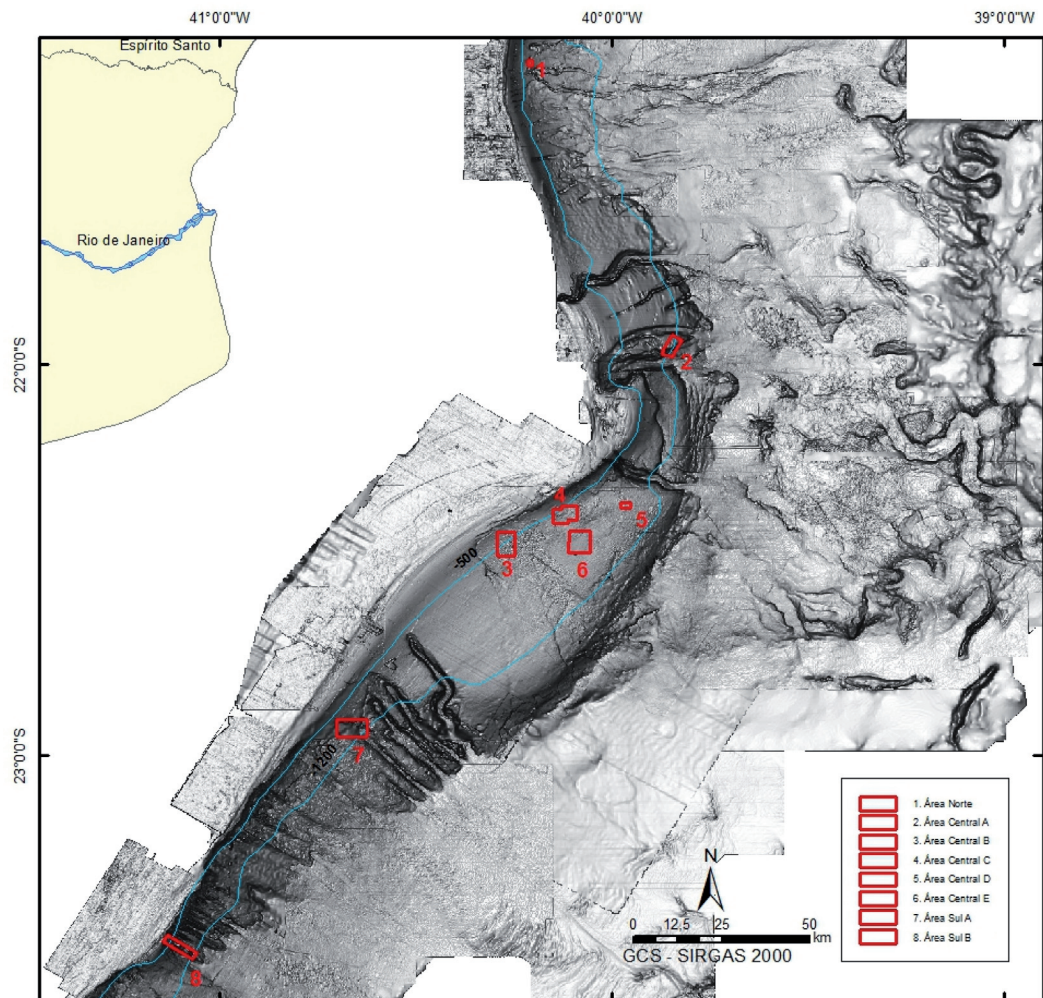 41°0'0"W
40°0'0"W
39°0'0"W
Espírito Santo
1
Rio de Janeiro
22°0'0"S
2
4
5
-500
3
6
23°0'0"S
7
-1200
8
1. Área Norte
2. Área Central A
3. Área Central B
4. Área Central C
5. Área Central D
6. Área Central E
7. Área Sul A
8. Área Sul B
N
0 12,5 25 50
km
GCS - SIRGAS 2000